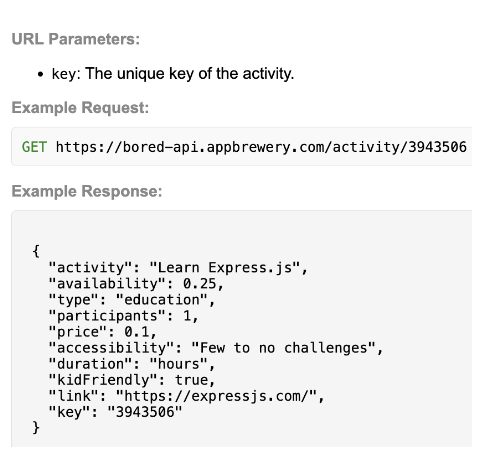 URL Parameters:
• key: The unique key of the activity.
Example Request:
GET https://bored-api.appbrewery.com/activity/3943506
Example Response:
{
  "activity": "Learn Express.js",
  "availability": 0.25,
  "type": "education",
  "participants": 1,
  "price": 0.1,
  "accessibility": "Few to no challenges",
  "duration": "hours",
  "kidFriendly": true,
  "link": "https://expressjs.com/",
  "key": "3943506"
}